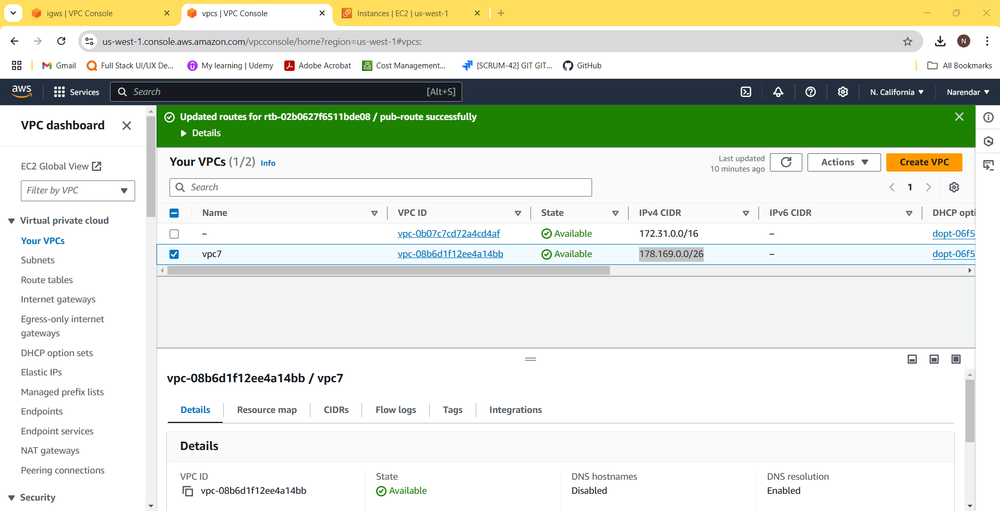 igws | VPC Console
vpcs | VPC Console
Instances | EC2 | us-west-1
us-west-1.console.aws.amazon.com/vpcconsole/home?region=us-west-1#vpcs:
N
Gmail
Full Stack UI/UX De...
My learning | Udemy
Adobe Acrobat
Cost Management...
[SCRUM-42] GIT GIT...
GitHub
All Bookmarks
aws
Services
Search
[Alt+S]
N. California
Narendar
VPC dashboard
EC2 Global View
Filter by VPC
Virtual private cloud
Your VPCs
Subnets
Route tables
Internet gateways
Egress-only internet
gateways
DHCP option sets
Elastic IPs
Managed prefix lists
Endpoints
Endpoint services
NAT gateways
Peering connections
Security
Updated routes for rtb-02b0627f6511bde08 / pub-route successfully
Details
Your VPCs (1/2) Info
Last updated
10 minutes ago
Actions
Create VPC
Search
1
Name VPC ID State IPv4 CIDR IPv6 CIDR DHCP opti
– vpc-0b07c7cd72a4cd4af Available 172.31.0.0/16 – dopt-06f5
vpc7 vpc-08b6d1f12ee4a14bb Available 178.169.0.0/26 – dopt-06f5
vpc-08b6d1f12ee4a14bb / vpc7
Details Resource map CIDRs Flow logs Tags Integrations
Details
VPC ID
vpc-08b6d1f12ee4a14bb
State
Available
DNS hostnames
Disabled
DNS resolution
Enabled